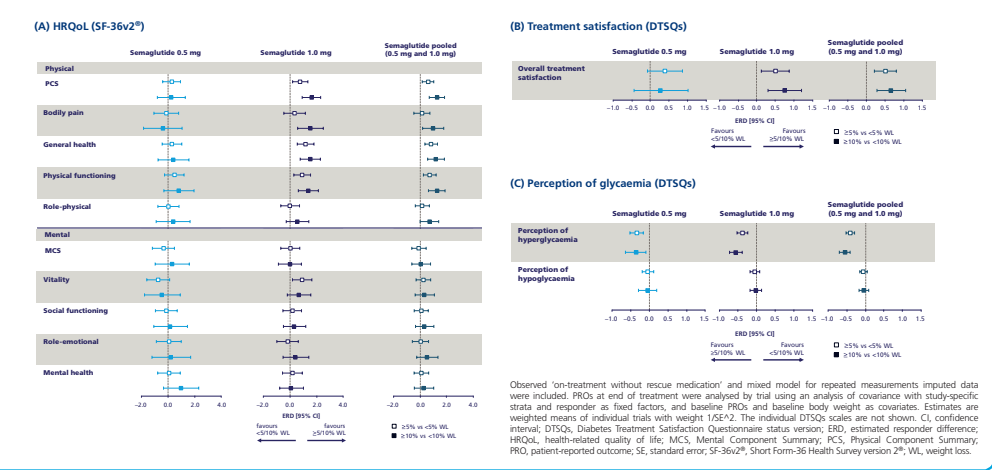 (A) HRQoL (SF-36v2®)
Semaglutide 0.5 mg
Semaglutide 1.0 mg
Semaglutide pooled
(0.5 mg and 1.0 mg)
Physical
PCS
Bodily pain
General health
Physical functioning
Role-physical
Mental
MCS
Vitality
Social functioning
Role-emotional
Mental health
−2.0 0 2.0 4.0 −2.0 0 2.0 4.0 −2.0 0 2.0 4.0
ERD [95% CI]
favours
<5/10% WL
favours
≥5/10% WL
≥5% vs <5% WL
≥10% vs <10% WL
(B) Treatment satisfaction (DTSQs)
Semaglutide 0.5 mg
Semaglutide 1.0 mg
Semaglutide pooled
(0.5 mg and 1.0 mg)
Overall treatment
satisfaction
−1.0 −0.5 0.0 0.5 1.0 1.5 −1.0 −0.5 0.0 0.5 1.0 1.5 −1.0 −0.5 0.0 0.5 1.0 1.5
ERD [95% CI]
Favours
<5/10% WL
Favours
≥5/10% WL
≥5% vs <5% WL
≥10% vs <10% WL
(C) Perception of glycaemia (DTSQs)
Semaglutide 0.5 mg
Semaglutide 1.0 mg
Semaglutide pooled
(0.5 mg and 1.0 mg)
Perception of
hyperglycaemia
Perception of
hypoglycaemia
−1.0 −0.5 0.0 0.5 1.0 1.5 −1.0 −0.5 0.0 0.5 1.0 1.5 −1.0 −0.5 0.0 0.5 1.0 1.5
ERD [95% CI]
Favours
≥5/10% WL
Favours
<5/10% WL
≥5% vs <5% WL
≥10% vs <10% WL
Observed 'on-treatment without rescue medication' and mixed model for repeated measurements imputed data
were included. PROs at end of treatment were analysed by trial using an analysis of covariance with study-specific
strata and responder as fixed factors, and baseline PROs and baseline body weight as covariates. Estimates are
weighted means of individual trials with weight 1/SE^2. The individual DTSQs scales are not shown. CI, confidence
interval; DTSQs, Diabetes Treatment Satisfaction Questionnaire status version; ERD, estimated responder difference;
HRQoL, health-related quality of life; MCS, Mental Component Summary; PCS, Physical Component Summary;
PRO, patient-reported outcome; SE, standard error; SF-36v2®, Short Form-36 Health Survey version 2®; WL, weight loss.